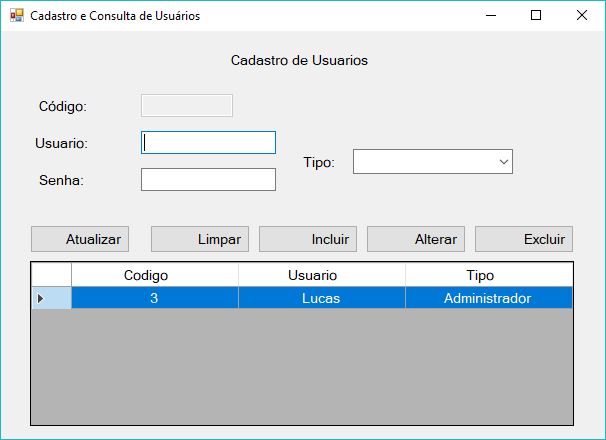 Cadastro e Consulta de Usuários
Cadastro de Usuarios
Código:
Usuario:
Tipo:
Senha:
Atualizar Limpar Incluir Alterar Excluir
Codigo Usuario Tipo
3 Lucas Administrador